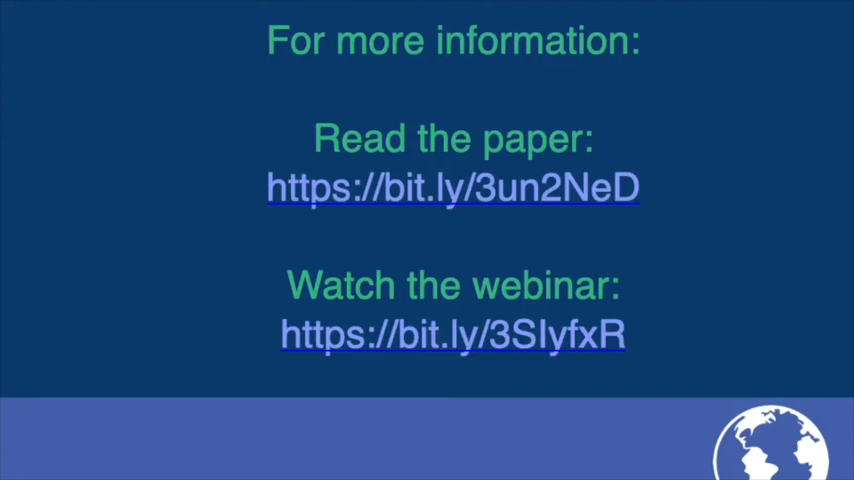 For more information:
Read the paper:
https://bit.ly/3un2NeD
Watch the webinar:
https://bit.ly/3SIyfxR